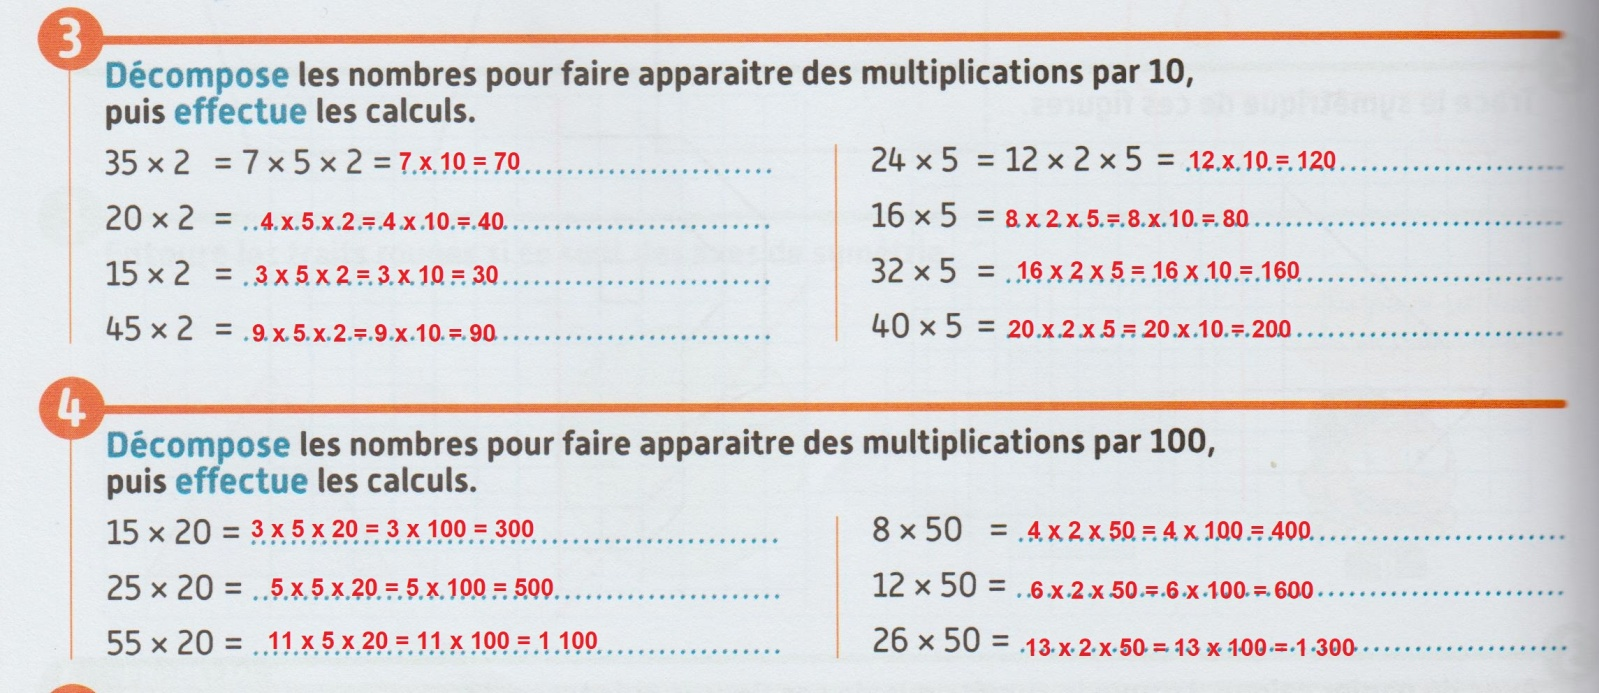 3
Décompose les nombres pour faire apparaitre des multiplications par 10,
puis effectue les calculs.
35 × 2 = 7 × 5 × 2 = 7 x 10 = 70
20 × 2 = 4 x 5 x 2 = 4 x 10 = 40
15 × 2 = 3 x 5 x 2 = 3 x 10 = 30
45 × 2 = 9 x 5 x 2 = 9 x 10 = 90
24 × 5 = 12 × 2 × 5 = 12 x 10 = 120
16 × 5 = 8 x 2 x 5 = 8 x 10 = 80
32 × 5 = 16 x 2 x 5 = 16 x 10 = 160
40 × 5 = 20 x 2 x 5 = 20 x 10 = 200
4
Décompose les nombres pour faire apparaitre des multiplications par 100,
puis effectue les calculs.
15 × 20 = 3 x 5 x 20 = 3 x 100 = 300
25 × 20 = 5 x 5 x 20 = 5 x 100 = 500
55 × 20 = 11 x 5 x 20 = 11 x 100 = 1 100
8 × 50 = 4 x 2 x 50 = 4 x 100 = 400
12 × 50 = 6 x 2 x 50 = 6 x 100 = 600
26 × 50 = 13 x 2 x 50 = 13 x 100 = 1 300